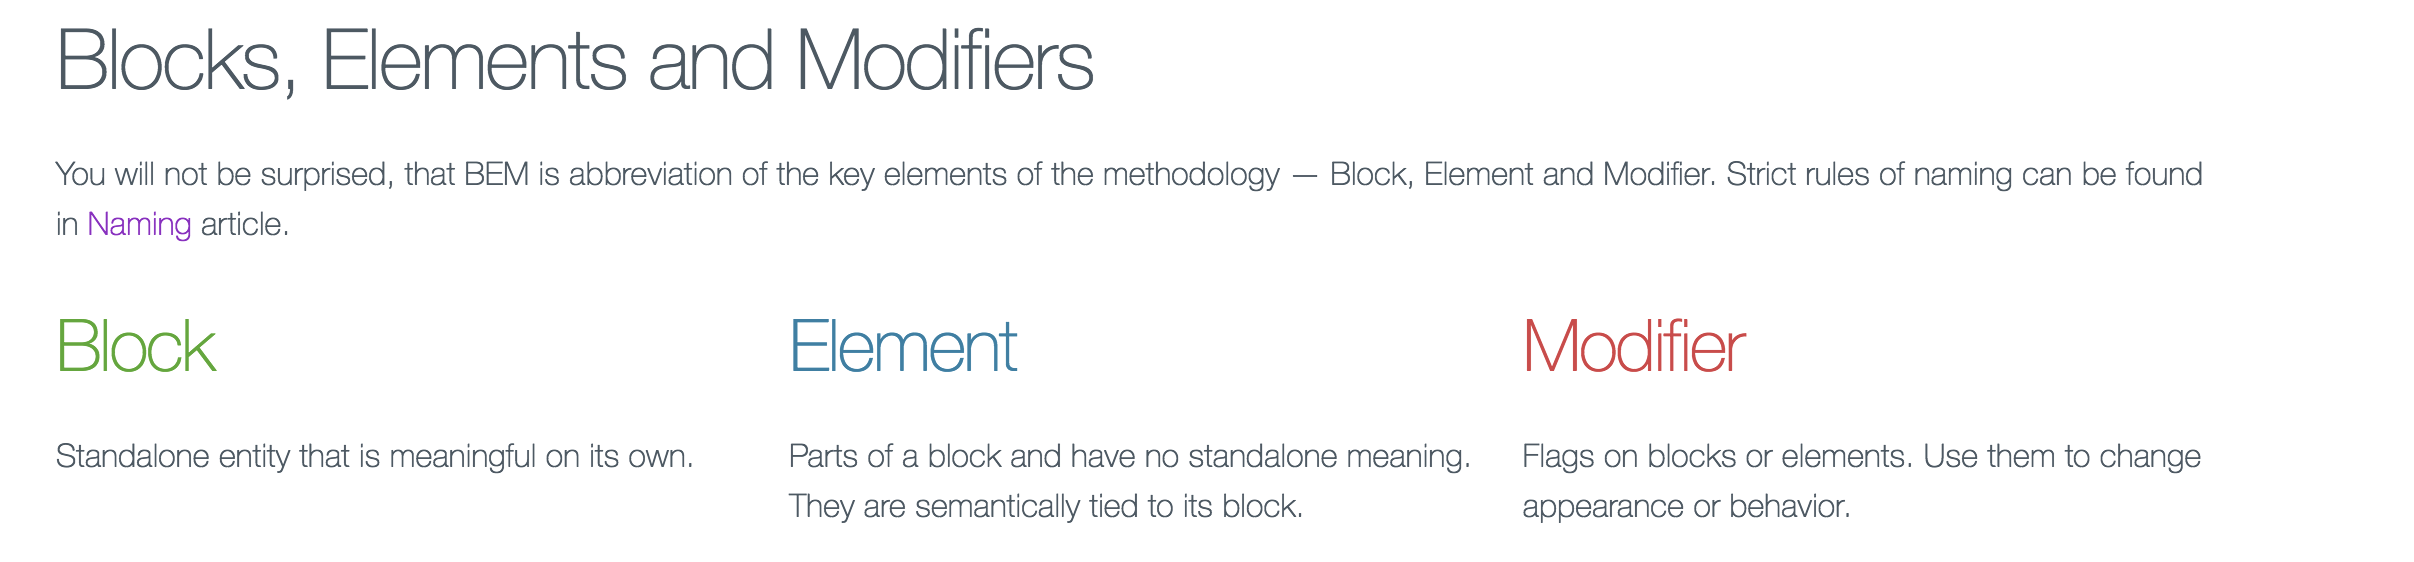 Blocks, Elements and Modifiers
You will not be surprised, that BEM is abbreviation of the key elements of the methodology — Block, Element and Modifier. Strict rules of naming can be found
in Naming article.
Block
Standalone entity that is meaningful on its own.
Element
Parts of a block and have no standalone meaning.
They are semantically tied to its block.
Modifier
Flags on blocks or elements. Use them to change
appearance or behavior.